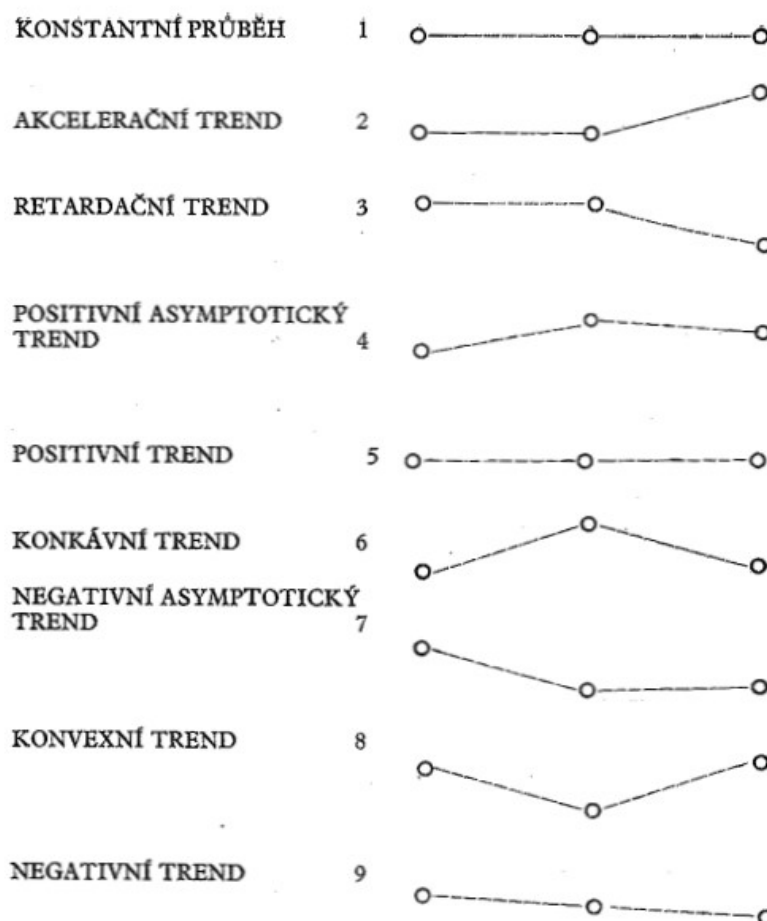 KONSTANTNÍ PRŮBĚH 1
AKCELERAČNÍ TREND 2
RETARDAČNÍ TREND 3
POSITIVNÍ ASYMPTOTICKÝ
TREND 4
POSITIVNÍ TREND 5
KONKÁVNÍ TREND 6
NEGATIVNÍ ASYMPTOTICKÝ
TREND 7
KONVEXNÍ TREND 8
NEGATIVNÍ TREND 9